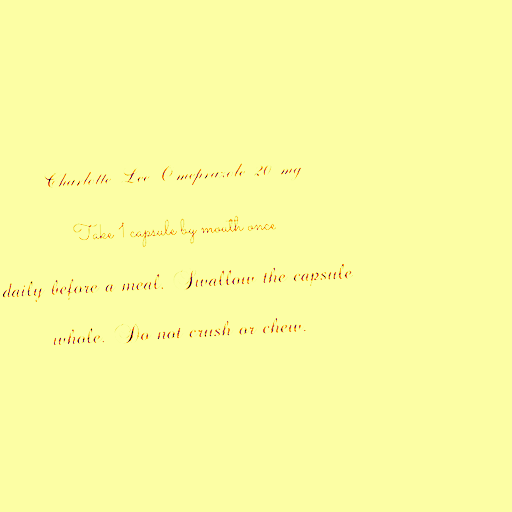 Charlotte Lee Omeprazole 20 mg
Take 1 capsule by mouth once
daily before a meal. Swallow the capsule
whole. Do not crush or chew.